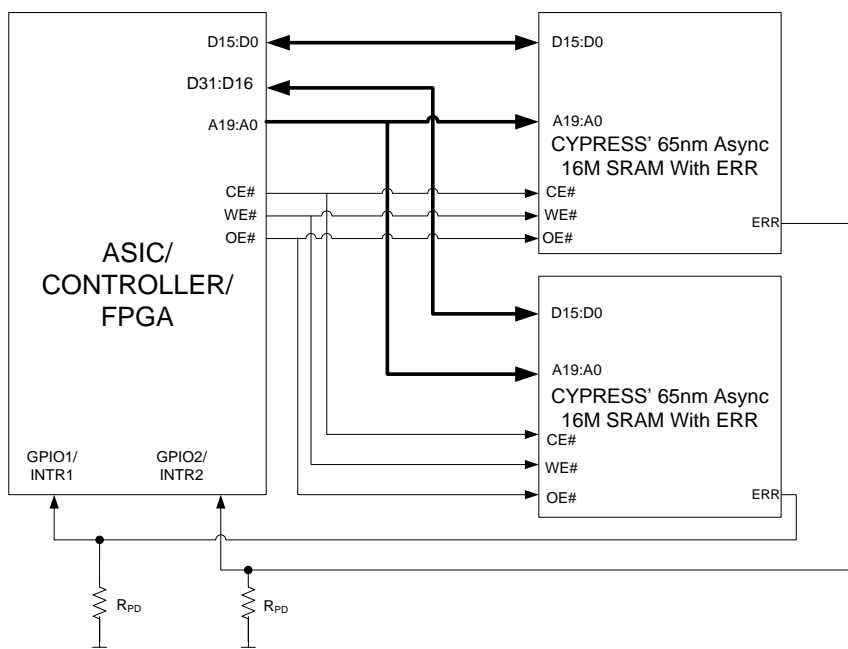 D15:D0
D31:D16
A19:A0
CE#
WE#
OE#
ASIC/
CONTROLLER/
FPGA
GPIO1/
INTR1
GPIO2/
INTR2
D15:D0
A19:A0
CYPRESS' 65nm Async
16M SRAM With ERR
CE#
WE#
OE#
ERR
D15:D0
A19:A0
CYPRESS' 65nm Async
16M SRAM With ERR
CE#
WE#
OE#
ERR
RPD
RPD